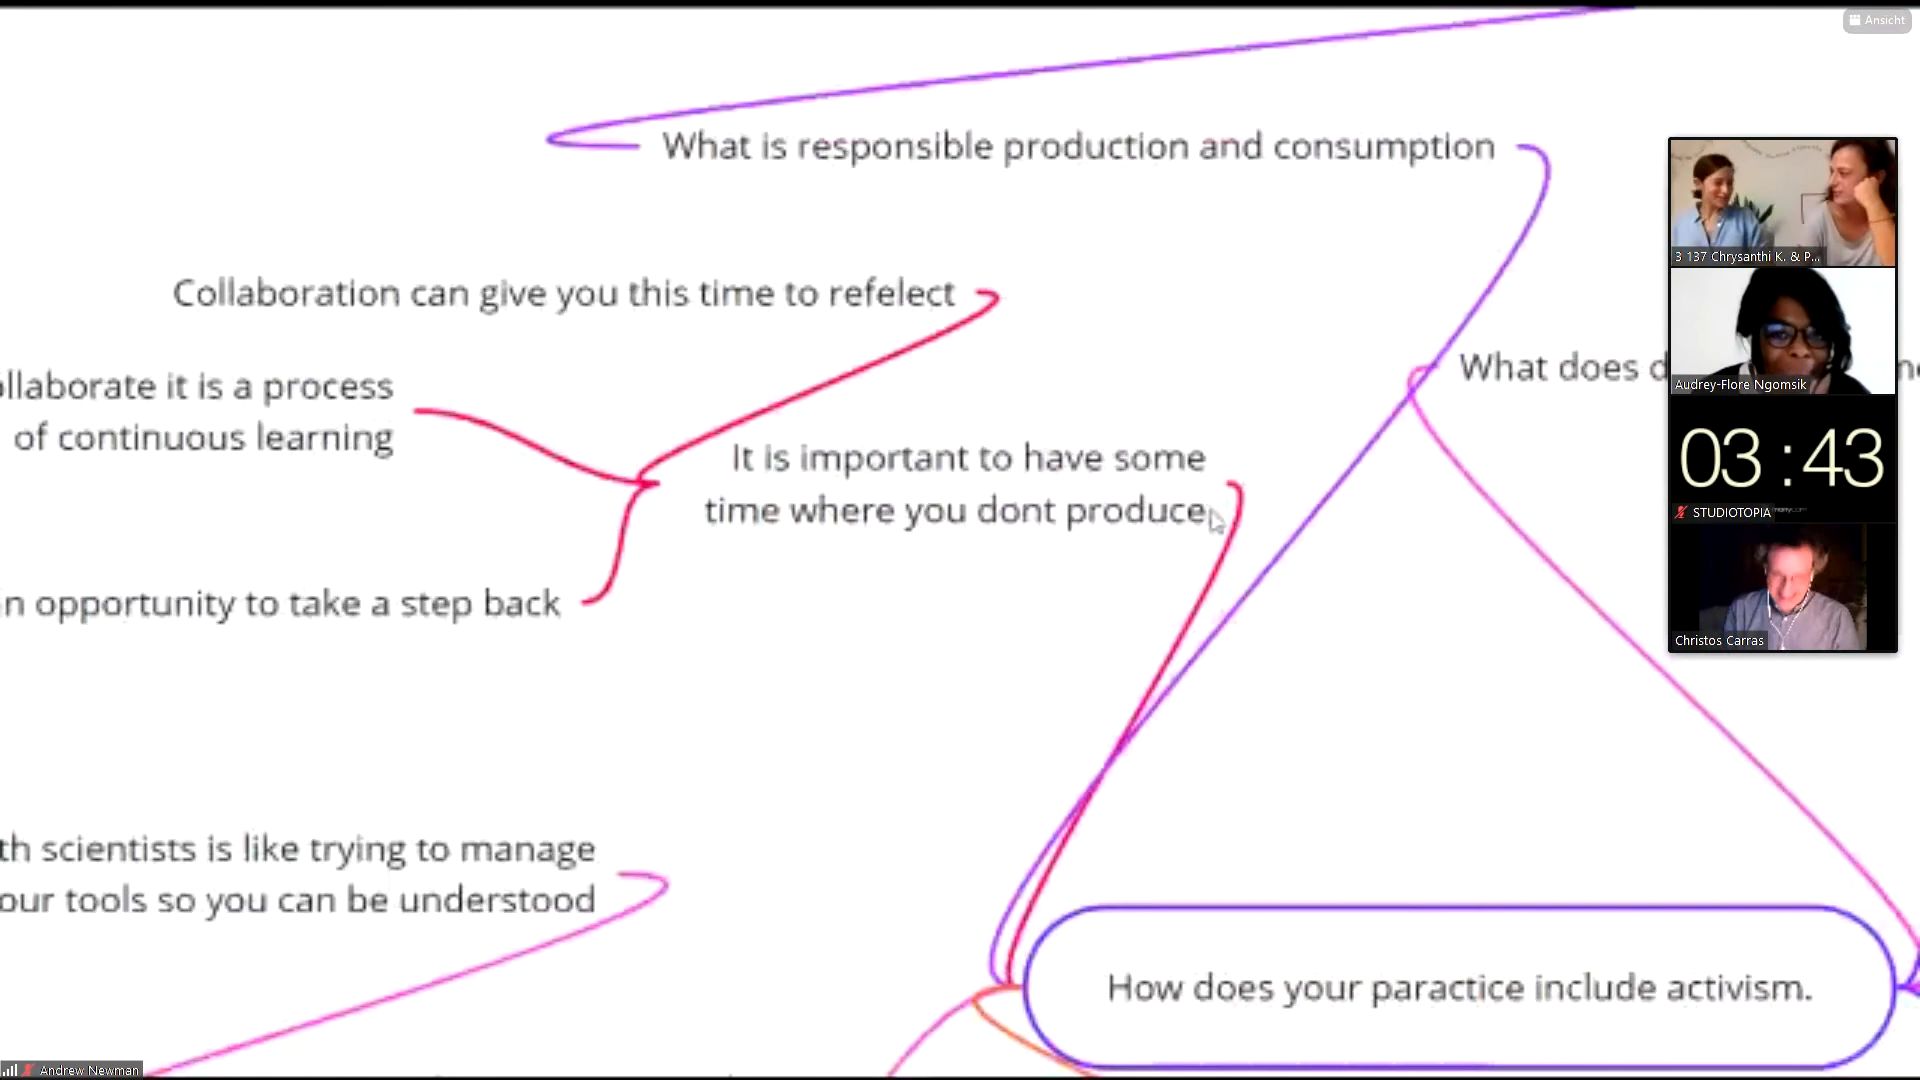 Ansicht
What is responsible production and consumption
3 137 Chrysanthi K. & P...
Collaboration can give you this time to refelect
What does d
Audrey-Flore Ngomsik
ollaborate it is a process
of continuous learning
It is important to have some
time where you dont produce
03 :43
STUDIOTOPIA
n opportunity to take a step back
Christos Carras
th scientists is like trying to manage
our tools so you can be understood
How does your paractice include activism.
Andrew Newman